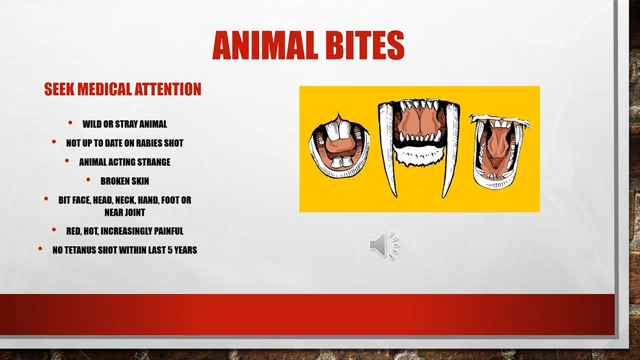 ANIMAL BITES
SEEK MEDICAL ATTENTION
• WILD OR STRAY ANIMAL
• NOT UP TO DATE ON RABIES SHOT
• ANIMAL ACTING STRANGE
• BROKEN SKIN
• BIT FACE, HEAD, NECK, HAND, FOOT OR
NEAR JOINT
• RED, HOT, INCREASINGLY PAINFUL
• NO TETANUS SHOT WITHIN LAST 5 YEARS